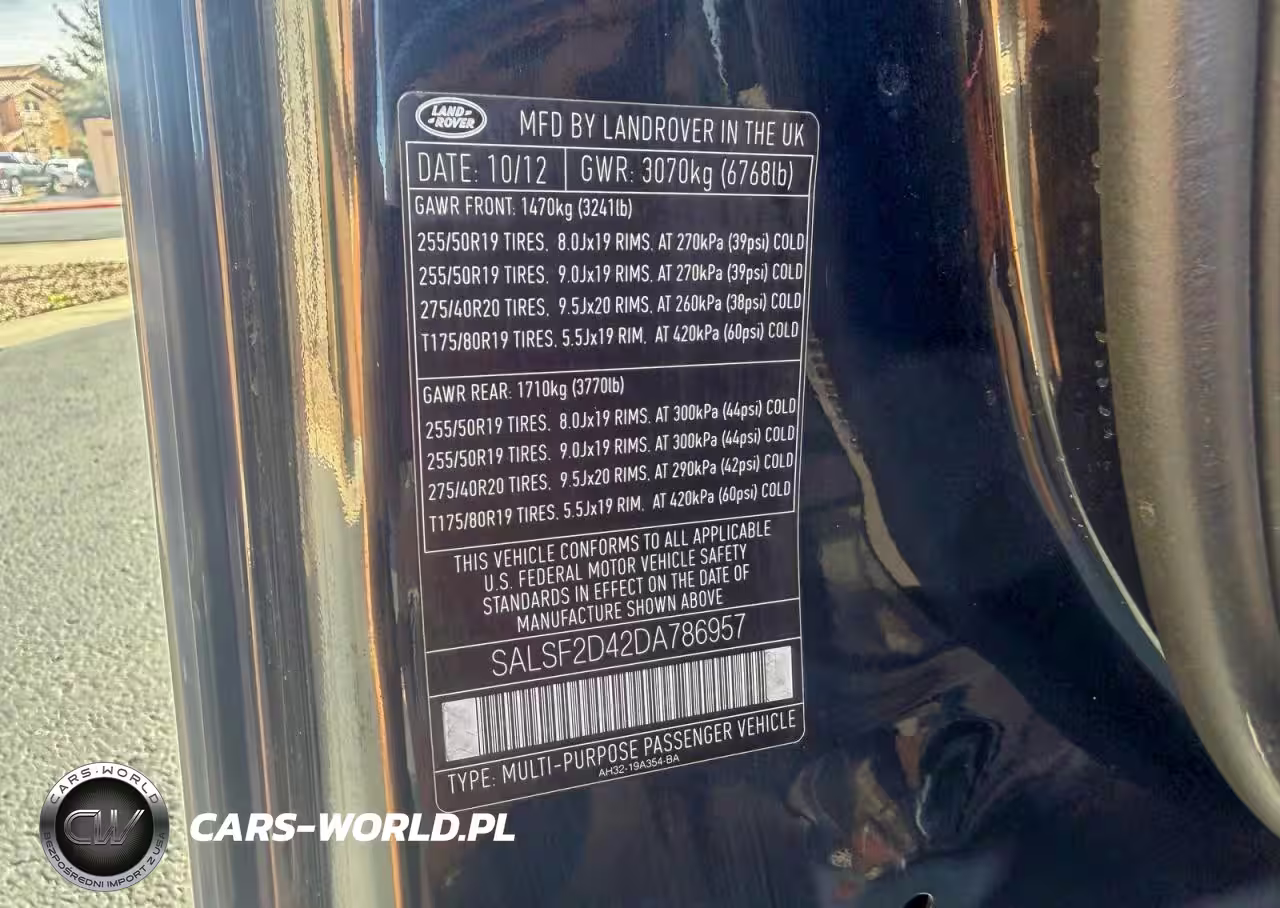 LAND-
-ROVER
MFD BY LANDROVER IN THE UK
DATE: 10/12 GWR: 3070kg (6768lb)
GAWR FRONT: 1470kg (3241lb)
255/50R19 TIRES, 8.0Jx19 RIMS, AT 270kPa (39psi) COLD
255/50R19 TIRES, 9.0Jx19 RIMS, AT 270kPa (39psi) COLD
275/40R20 TIRES, 9.5Jx20 RIMS, AT 260kPa (38psi) COLD
T175/80R19 TIRES, 5.5Jx19 RIM, AT 420kPa (60psi) COLD
GAWR REAR: 1710kg (3770lb)
255/50R19 TIRES, 8.0Jx19 RIMS, AT 300kPa (44psi) COLD
255/50R19 TIRES, 9.0Jx19 RIMS, AT 300kPa (44psi) COLD
275/40R20 TIRES, 9.5Jx20 RIMS, AT 290kPa (42psi) COLD
T175/80R19 TIRES, 5.5Jx19 RIM, AT 420kPa (60psi) COLD
THIS VEHICLE CONFORMS TO ALL APPLICABLE
U.S. FEDERAL MOTOR VEHICLE SAFETY
STANDARDS IN EFFECT ON THE DATE OF
MANUFACTURE SHOWN ABOVE
SALSF2D42DA786957
TYPE: MULTI-PURPOSE PASSENGER VEHICLE
AH32-19A354-BA
CARS-WORLD
CW
BEZPOŚREDNI IMPORT Z USA
CARS-WORLD.PL